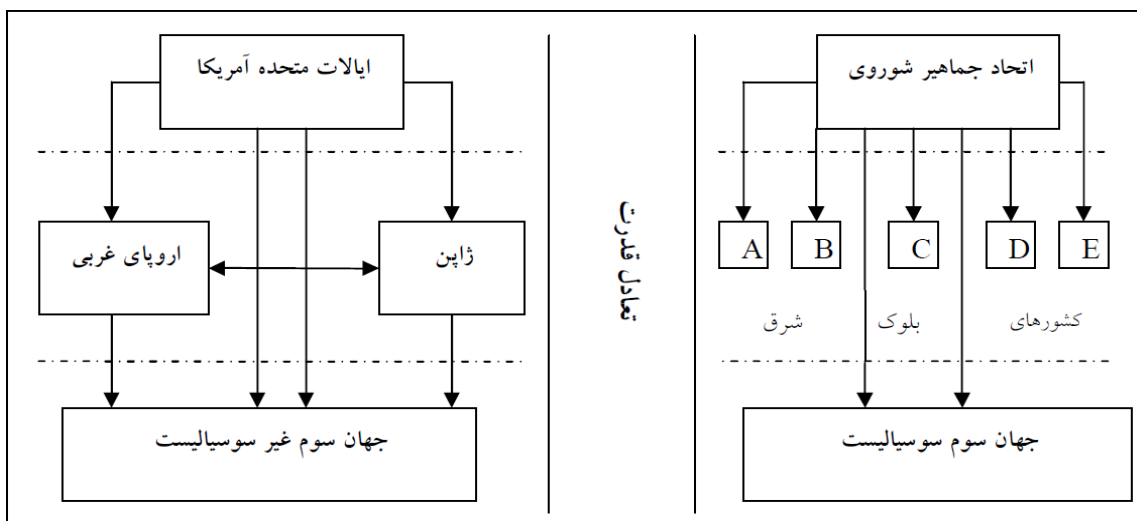 اتحاد جماهیر شوروی
ایالات متحده آمریکا
تعادل قدرت
A B C D E
کشورهای بلوک شرق
ژاپن
اروپای غربی
جهان سوم سوسیالیست
جهان سوم غیر سوسیالیست